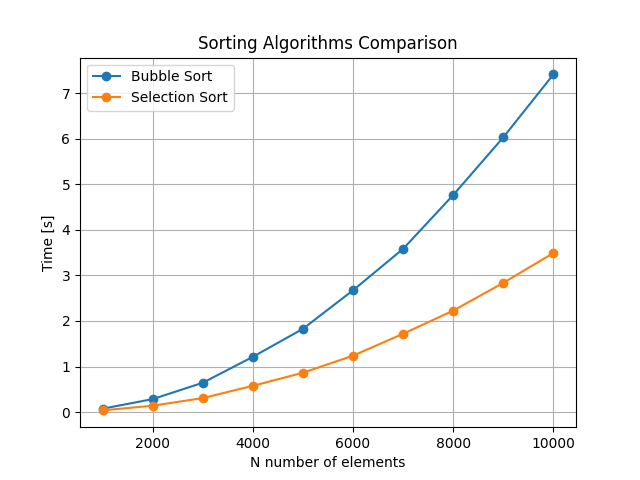 Sorting Algorithms Comparison
Bubble Sort
Selection Sort
7
6
5
4
3
2
1
0
Time [s]
2000 4000 6000 8000 10000
N number of elements